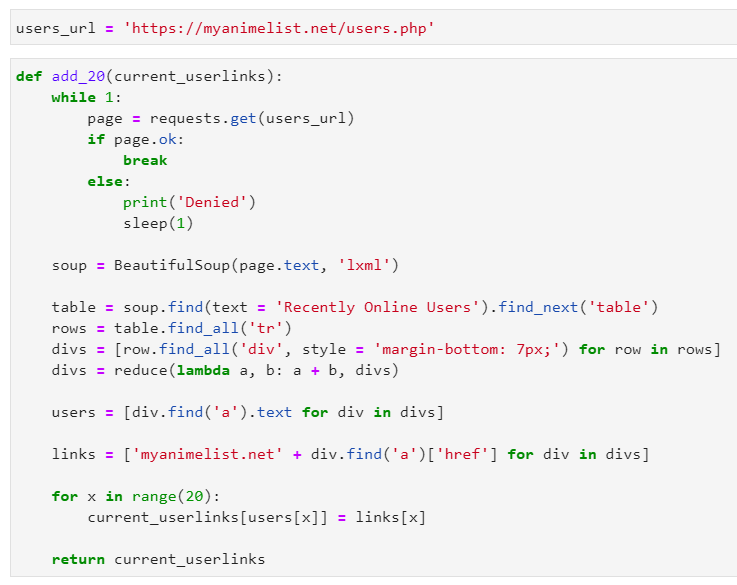 users_url = 'https://myanimelist.net/users.php'
def add_20(current_userlinks):
    while 1:
        page = requests.get(users_url)
        if page.ok:
            break
        else:
            print('Denied')
            sleep(1)
    soup = BeautifulSoup(page.text, 'lxml')
    table = soup.find(text = 'Recently Online Users').find_next('table')
    rows = table.find_all('tr')
    divs = [row.find_all('div', style = 'margin-bottom: 7px;') for row in rows]
    divs = reduce(lambda a, b: a + b, divs)
    users = [div.find('a').text for div in divs]
    links = ['myanimelist.net' + div.find('a')['href'] for div in divs]
    for x in range(20):
        current_userlinks[users[x]] = links[x]
    return current_userlinks